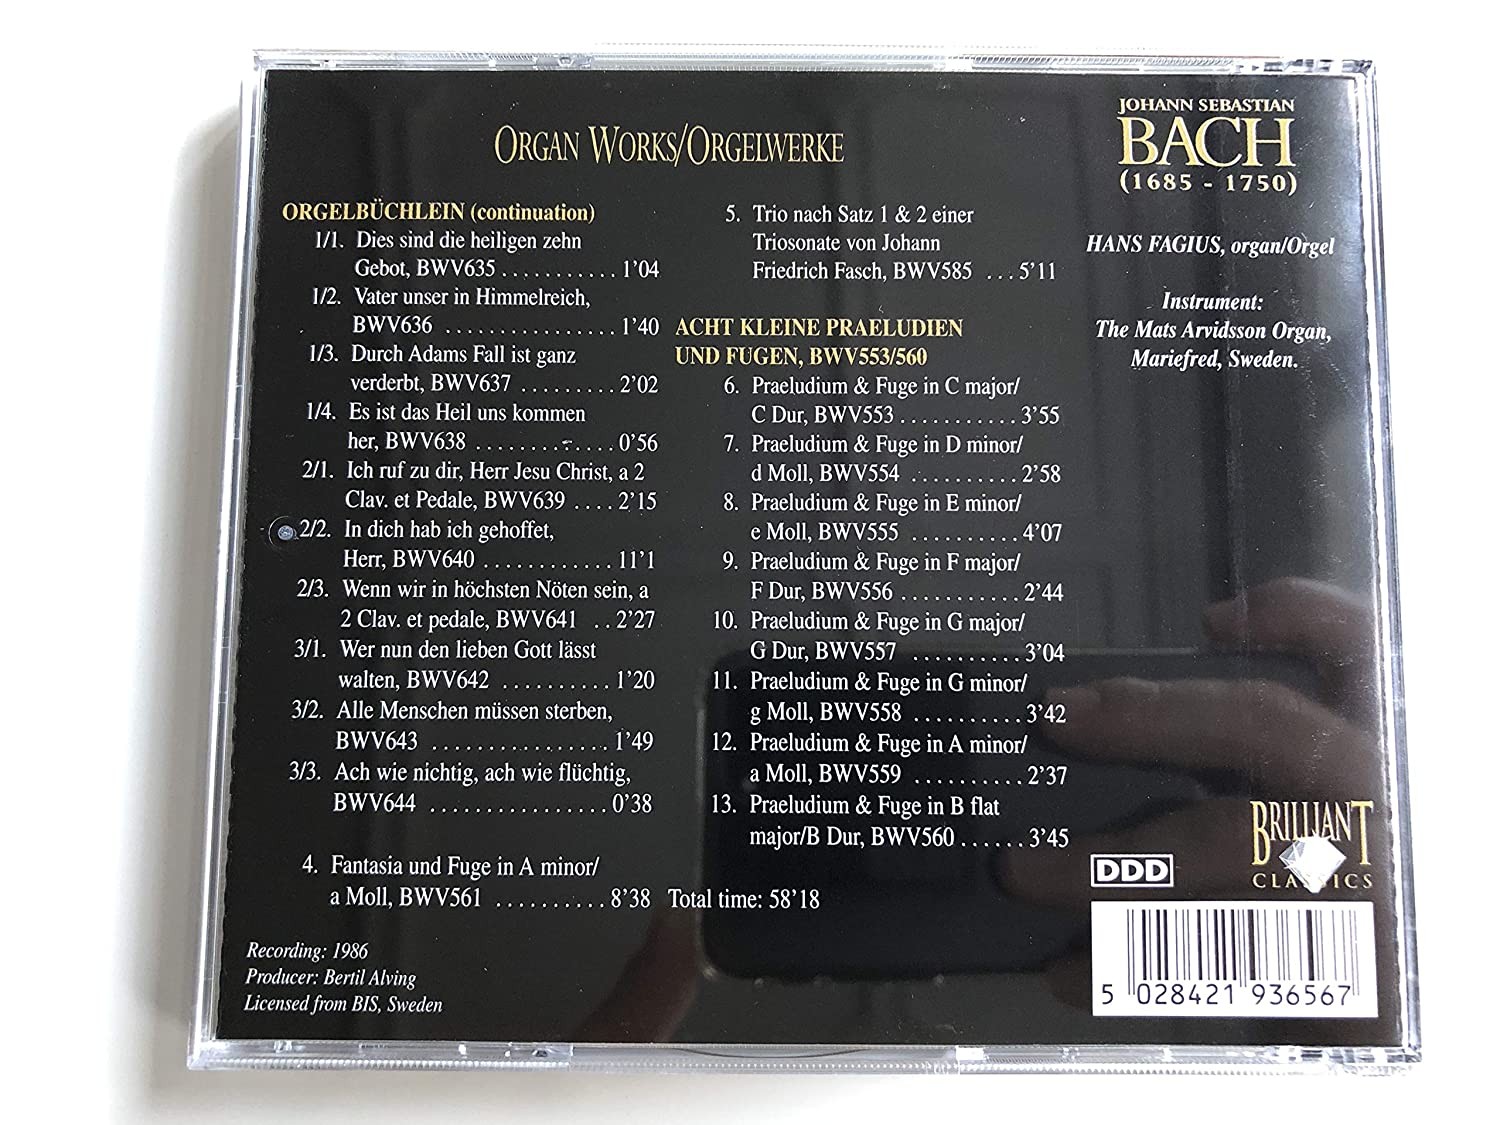 ORGAN WORKS/ORGELWERKE
ORGELBÜCHLEIN (continuation)
1/1. Dies sind die heiligen zehn
Gebot, BWV635 ........... 1'04
1/2. Vater unser in Himmelreich,
BWV636 ................ 1'40
1/3. Durch Adams Fall ist ganz
verderbt, BWV637 ......... 2'02
1/4. Es ist das Heil uns kommen
her, BWV638 ............. 0'56
2/1. Ich ruf zu dir, Herr Jesu Christ, a 2
Clav. et Pedale, BWV639 .... 2'15
2/2. In dich hab ich gehoffet,
Herr, BWV640 ............ 11'1
2/3. Wenn wir in höchsten Nöten sein, a
2 Clav. et pedale, BWV641 .. 2'27
3/1. Wer nun den lieben Gott lässt
walten, BWV642 .......... 1'20
3/2. Alle Menschen müssen sterben,
BWV643 ................ 1'49
3/3. Ach wie nichtig, ach wie flüchtig,
BWV644 ................ 0'38
4. Fantasia und Fuge in A minor/
a Moll, BWV561 .......... 8'38
5. Trio nach Satz 1 & 2 einer
Triosonate von Johann
Friedrich Fasch, BWV585 ... 5'11
ACHT KLEINE PRAELUDIEN
UND FUGEN, BWV553/560
6. Praeludium & Fuge in C major/
C Dur, BWV553 ........... 3'55
7. Praeludium & Fuge in D minor/
d Moll, BWV554 .......... 2'58
8. Praeludium & Fuge in E minor/
e Moll, BWV555 .......... 4'07
9. Praeludium & Fuge in F major/
F Dur, BWV556 ........... 2'44
10. Praeludium & Fuge in G major/
G Dur, BWV557 .......... 3'04
11. Praeludium & Fuge in G minor/
g Moll, BWV558 .......... 3'42
12. Praeludium & Fuge in A minor/
a Moll, BWV559 .......... 2'37
13. Praeludium & Fuge in B flat
major/B Dur, BWV560 ...... 3'45
Total time: 58'18
Recording: 1986
Producer: Bertil Alving
Licensed from BIS, Sweden
JOHANN SEBASTIAN
BACH
(1685 - 1750)
HANS FAGIUS, organ/Orgel
Instrument:
The Mats Arvidsson Organ,
Mariefred, Sweden.
DDD
BRILLIANT
CLASSICS
5 028421 936567